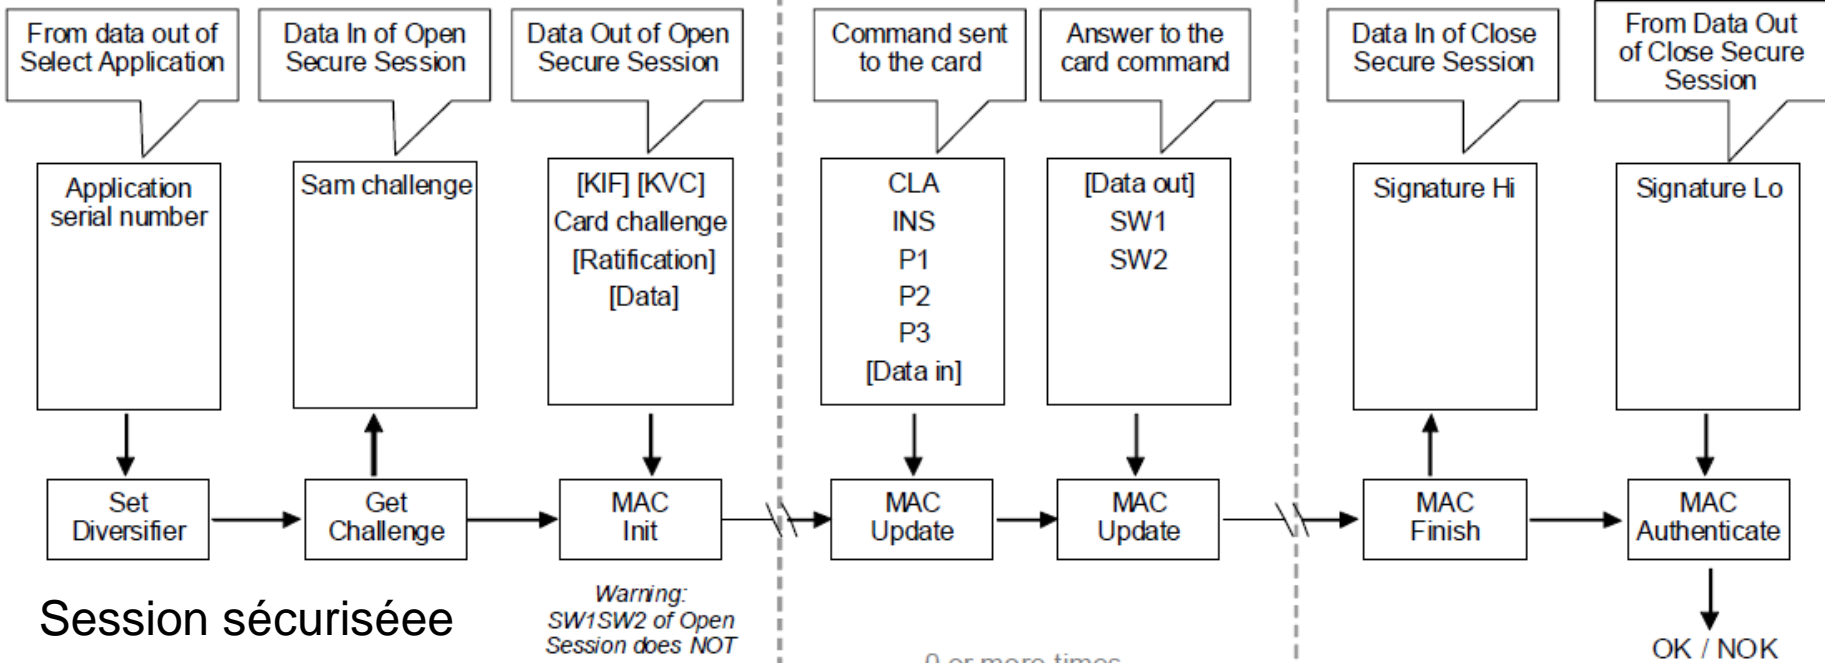 From data out of
Select Application
Data In of Open
Secure Session
Data Out of Open
Secure Session
Command sent
to the card
Answer to the
card command
Data In of Close
Secure Session
From Data Out
of Close Secure
Session
Application
serial number
Sam challenge
[KIF] [KVC]
Card challenge
[Ratification]
[Data]
CLA
INS
P1
P2
P3
[Data in]
[Data out]
SW1
SW2
Signature Hi
Signature Lo
Set
Diversifier
Get
Challenge
MAC
Init
MAC
Update
MAC
Update
MAC
Finish
MAC
Authenticate
Session sécuriséee
Warning:
SW1SW2 of Open
Session does NOT
0 or more times
OK / NOK